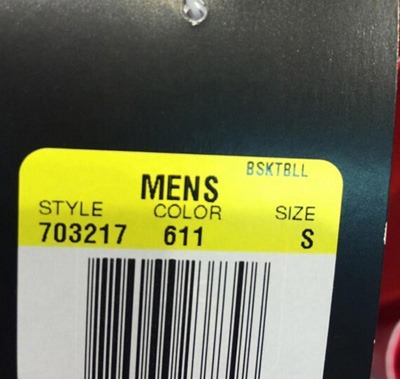 BSKTBLL
MENS
STYLE COLOR SIZE
703217 611 S